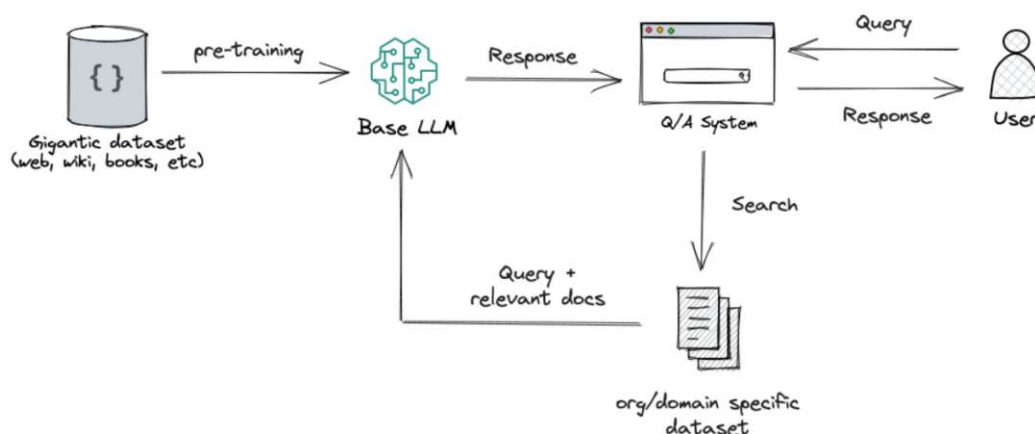 Query
pre-training
Response
{}
Response
Base LLM
Q/A System
User
Gigantic dataset
(web, wiki, books, etc)
Search
Query +
relevant docs
org/domain specific
dataset